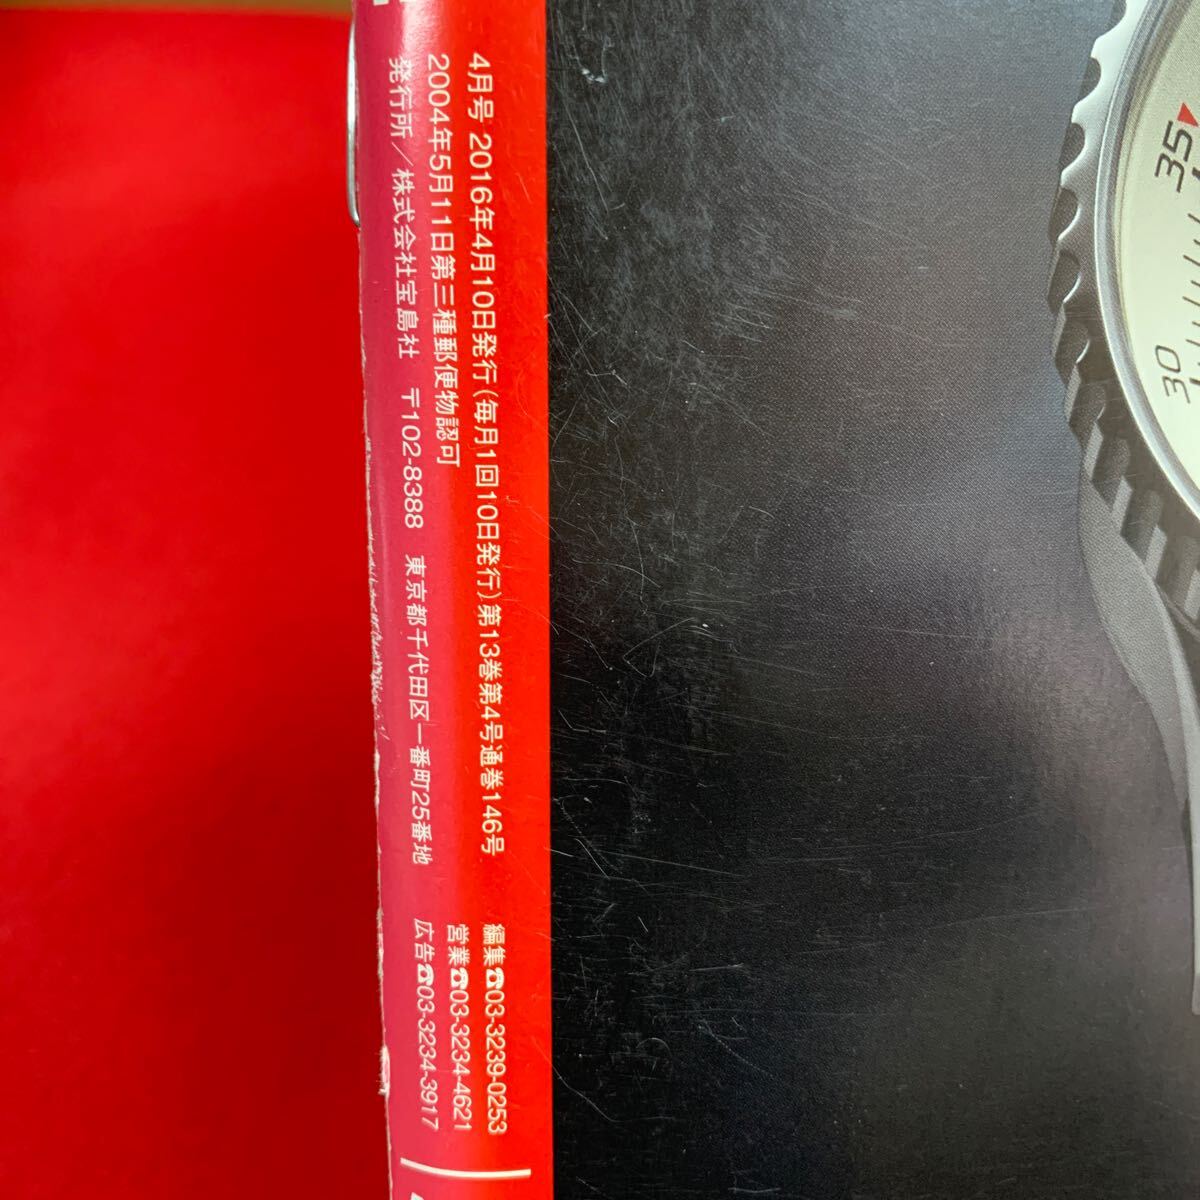 4月号 2016年4月10日発行(毎月1回10日発行)第13巻第4号通巻146号
2004年5月11日第三種郵便物認可
発行所／株式会社宝島社　〒102-8388　東京都千代田区一番町25番地
編集☎03-3239-0253
営業☎03-3234-4621
広告☎03-3234-3917
35
30